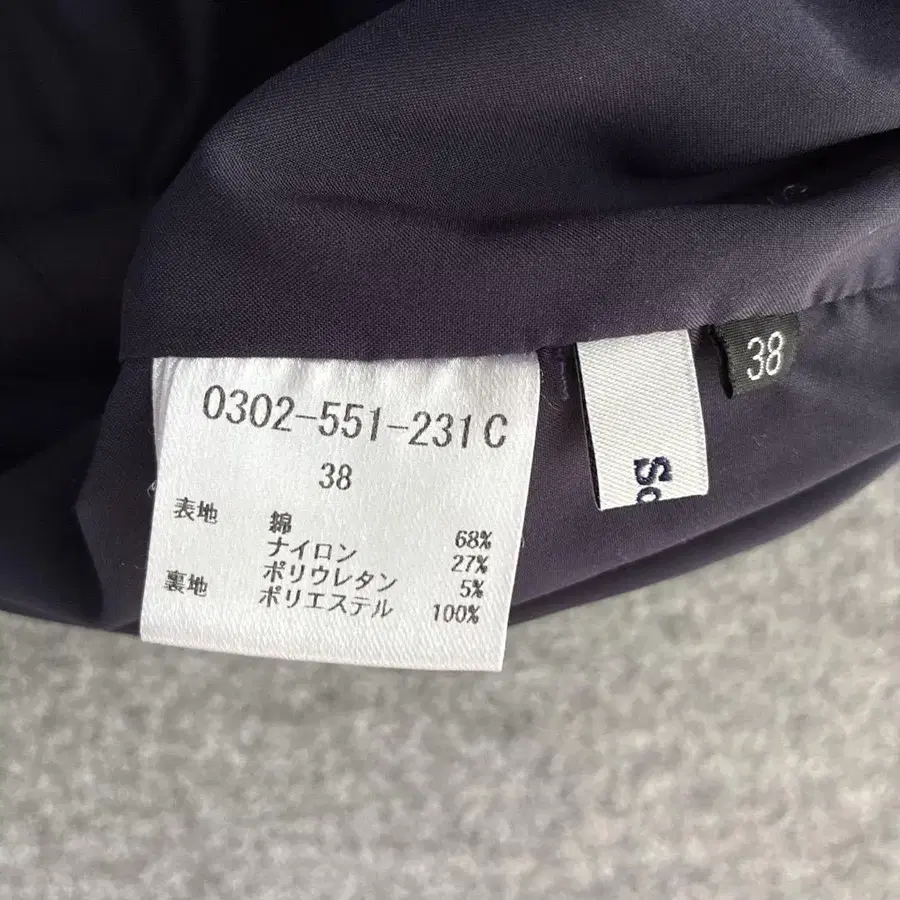 0302-551-231C
38
表地 綿 68%
ナイロン 27%
ポリウレタン 5%
裏地 ポリエステル 100%
38